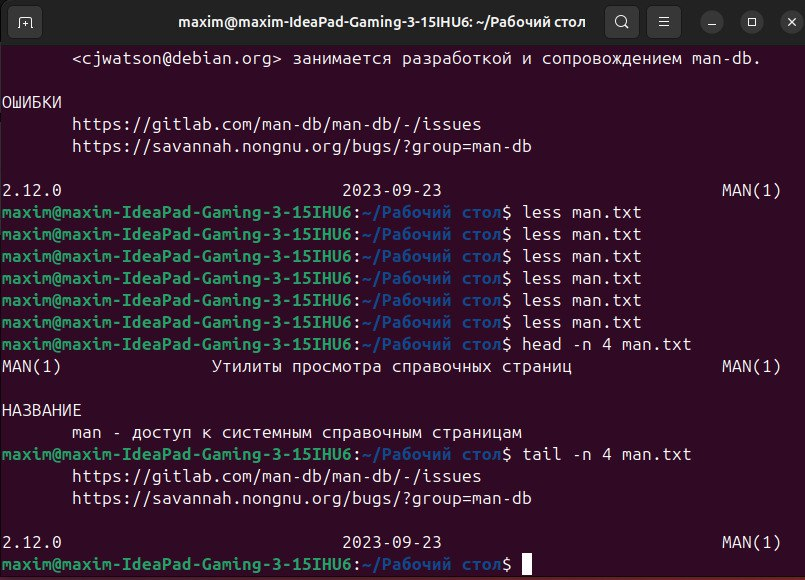 maxim@maxim-IdeaPad-Gaming-3-15IHU6: ~/Рабочий стол
<cjwatson@debian.org> занимается разработкой и сопровождением man-db.
ОШИБКИ
https://gitlab.com/man-db/man-db/-/issues
https://savannah.nongnu.org/bugs/?group=man-db
2.12.0 2023-09-23 MAN(1)
maxim@maxim-IdeaPad-Gaming-3-15IHU6:~/Рабочий стол$ less man.txt
maxim@maxim-IdeaPad-Gaming-3-15IHU6:~/Рабочий стол$ less man.txt
maxim@maxim-IdeaPad-Gaming-3-15IHU6:~/Рабочий стол$ less man.txt
maxim@maxim-IdeaPad-Gaming-3-15IHU6:~/Рабочий стол$ less man.txt
maxim@maxim-IdeaPad-Gaming-3-15IHU6:~/Рабочий стол$ less man.txt
maxim@maxim-IdeaPad-Gaming-3-15IHU6:~/Рабочий стол$ less man.txt
maxim@maxim-IdeaPad-Gaming-3-15IHU6:~/Рабочий стол$ head -n 4 man.txt
MAN(1) Утилиты просмотра справочных страниц MAN(1)
НАЗВАНИЕ
man - доступ к системным справочным страницам
maxim@maxim-IdeaPad-Gaming-3-15IHU6:~/Рабочий стол$ tail -n 4 man.txt
https://gitlab.com/man-db/man-db/-/issues
https://savannah.nongnu.org/bugs/?group=man-db
2.12.0 2023-09-23 MAN(1)
maxim@maxim-IdeaPad-Gaming-3-15IHU6:~/Рабочий стол$